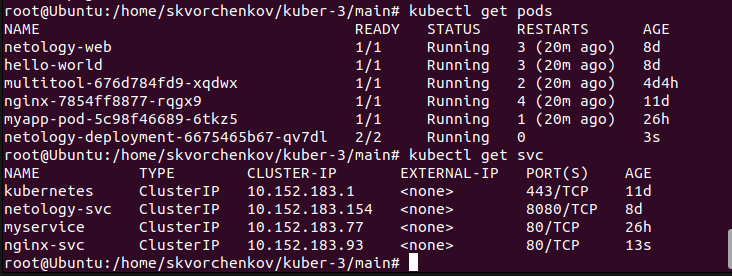 root@Ubuntu:/home/skvorchenkov/kuber-3/main# kubectl get pods
NAME READY STATUS RESTARTS AGE
netology-web 1/1 Running 3 (20m ago) 8d
hello-world 1/1 Running 3 (20m ago) 8d
multitool-676d784fd9-xqdwx 1/1 Running 2 (20m ago) 4d4h
nginx-7854ff8877-rqgx9 1/1 Running 4 (20m ago) 11d
myapp-pod-5c98f46689-6tkz5 1/1 Running 1 (20m ago) 26h
netology-deployment-6675465b67-qv7dl 2/2 Running 0 3s
root@Ubuntu:/home/skvorchenkov/kuber-3/main# kubectl get svc
NAME TYPE CLUSTER-IP EXTERNAL-IP PORT(S) AGE
kubernetes ClusterIP 10.152.183.1 <none> 443/TCP 11d
netology-svc ClusterIP 10.152.183.154 <none> 8080/TCP 8d
myservice ClusterIP 10.152.183.77 <none> 80/TCP 26h
nginx-svc ClusterIP 10.152.183.93 <none> 80/TCP 13s
root@Ubuntu:/home/skvorchenkov/kuber-3/main#